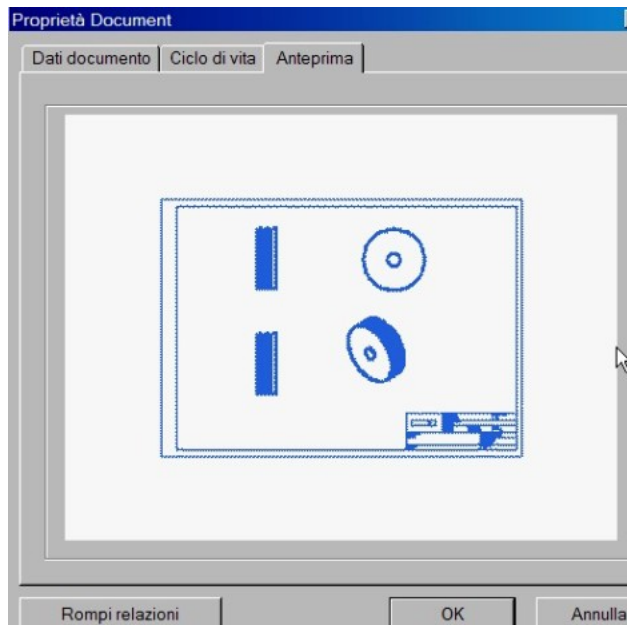 Proprietà Document
Dati documento Ciclo di vita Anteprima
Rompi relazioni OK Annulla